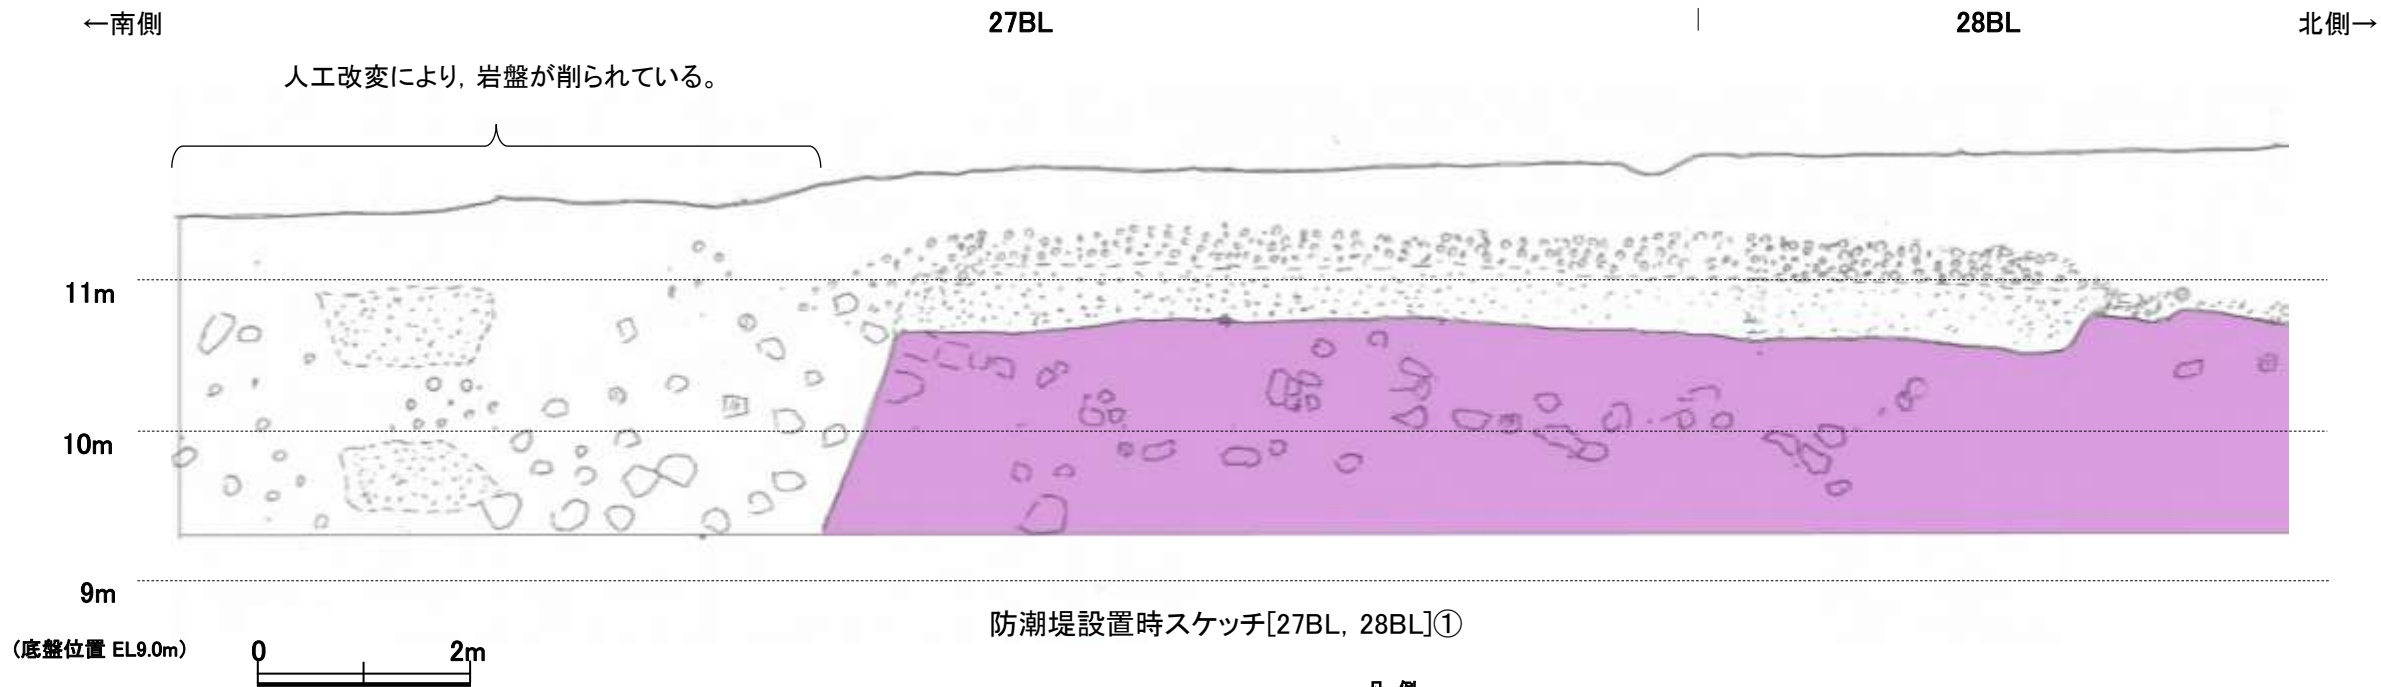 ←南側
27BL
28BL
北側→
人工改変により，岩盤が削られている。
11m
10m
9m
防潮堤設置時スケッチ[27BL，28BL]①
（底盤位置 EL9.0m）
0
2m